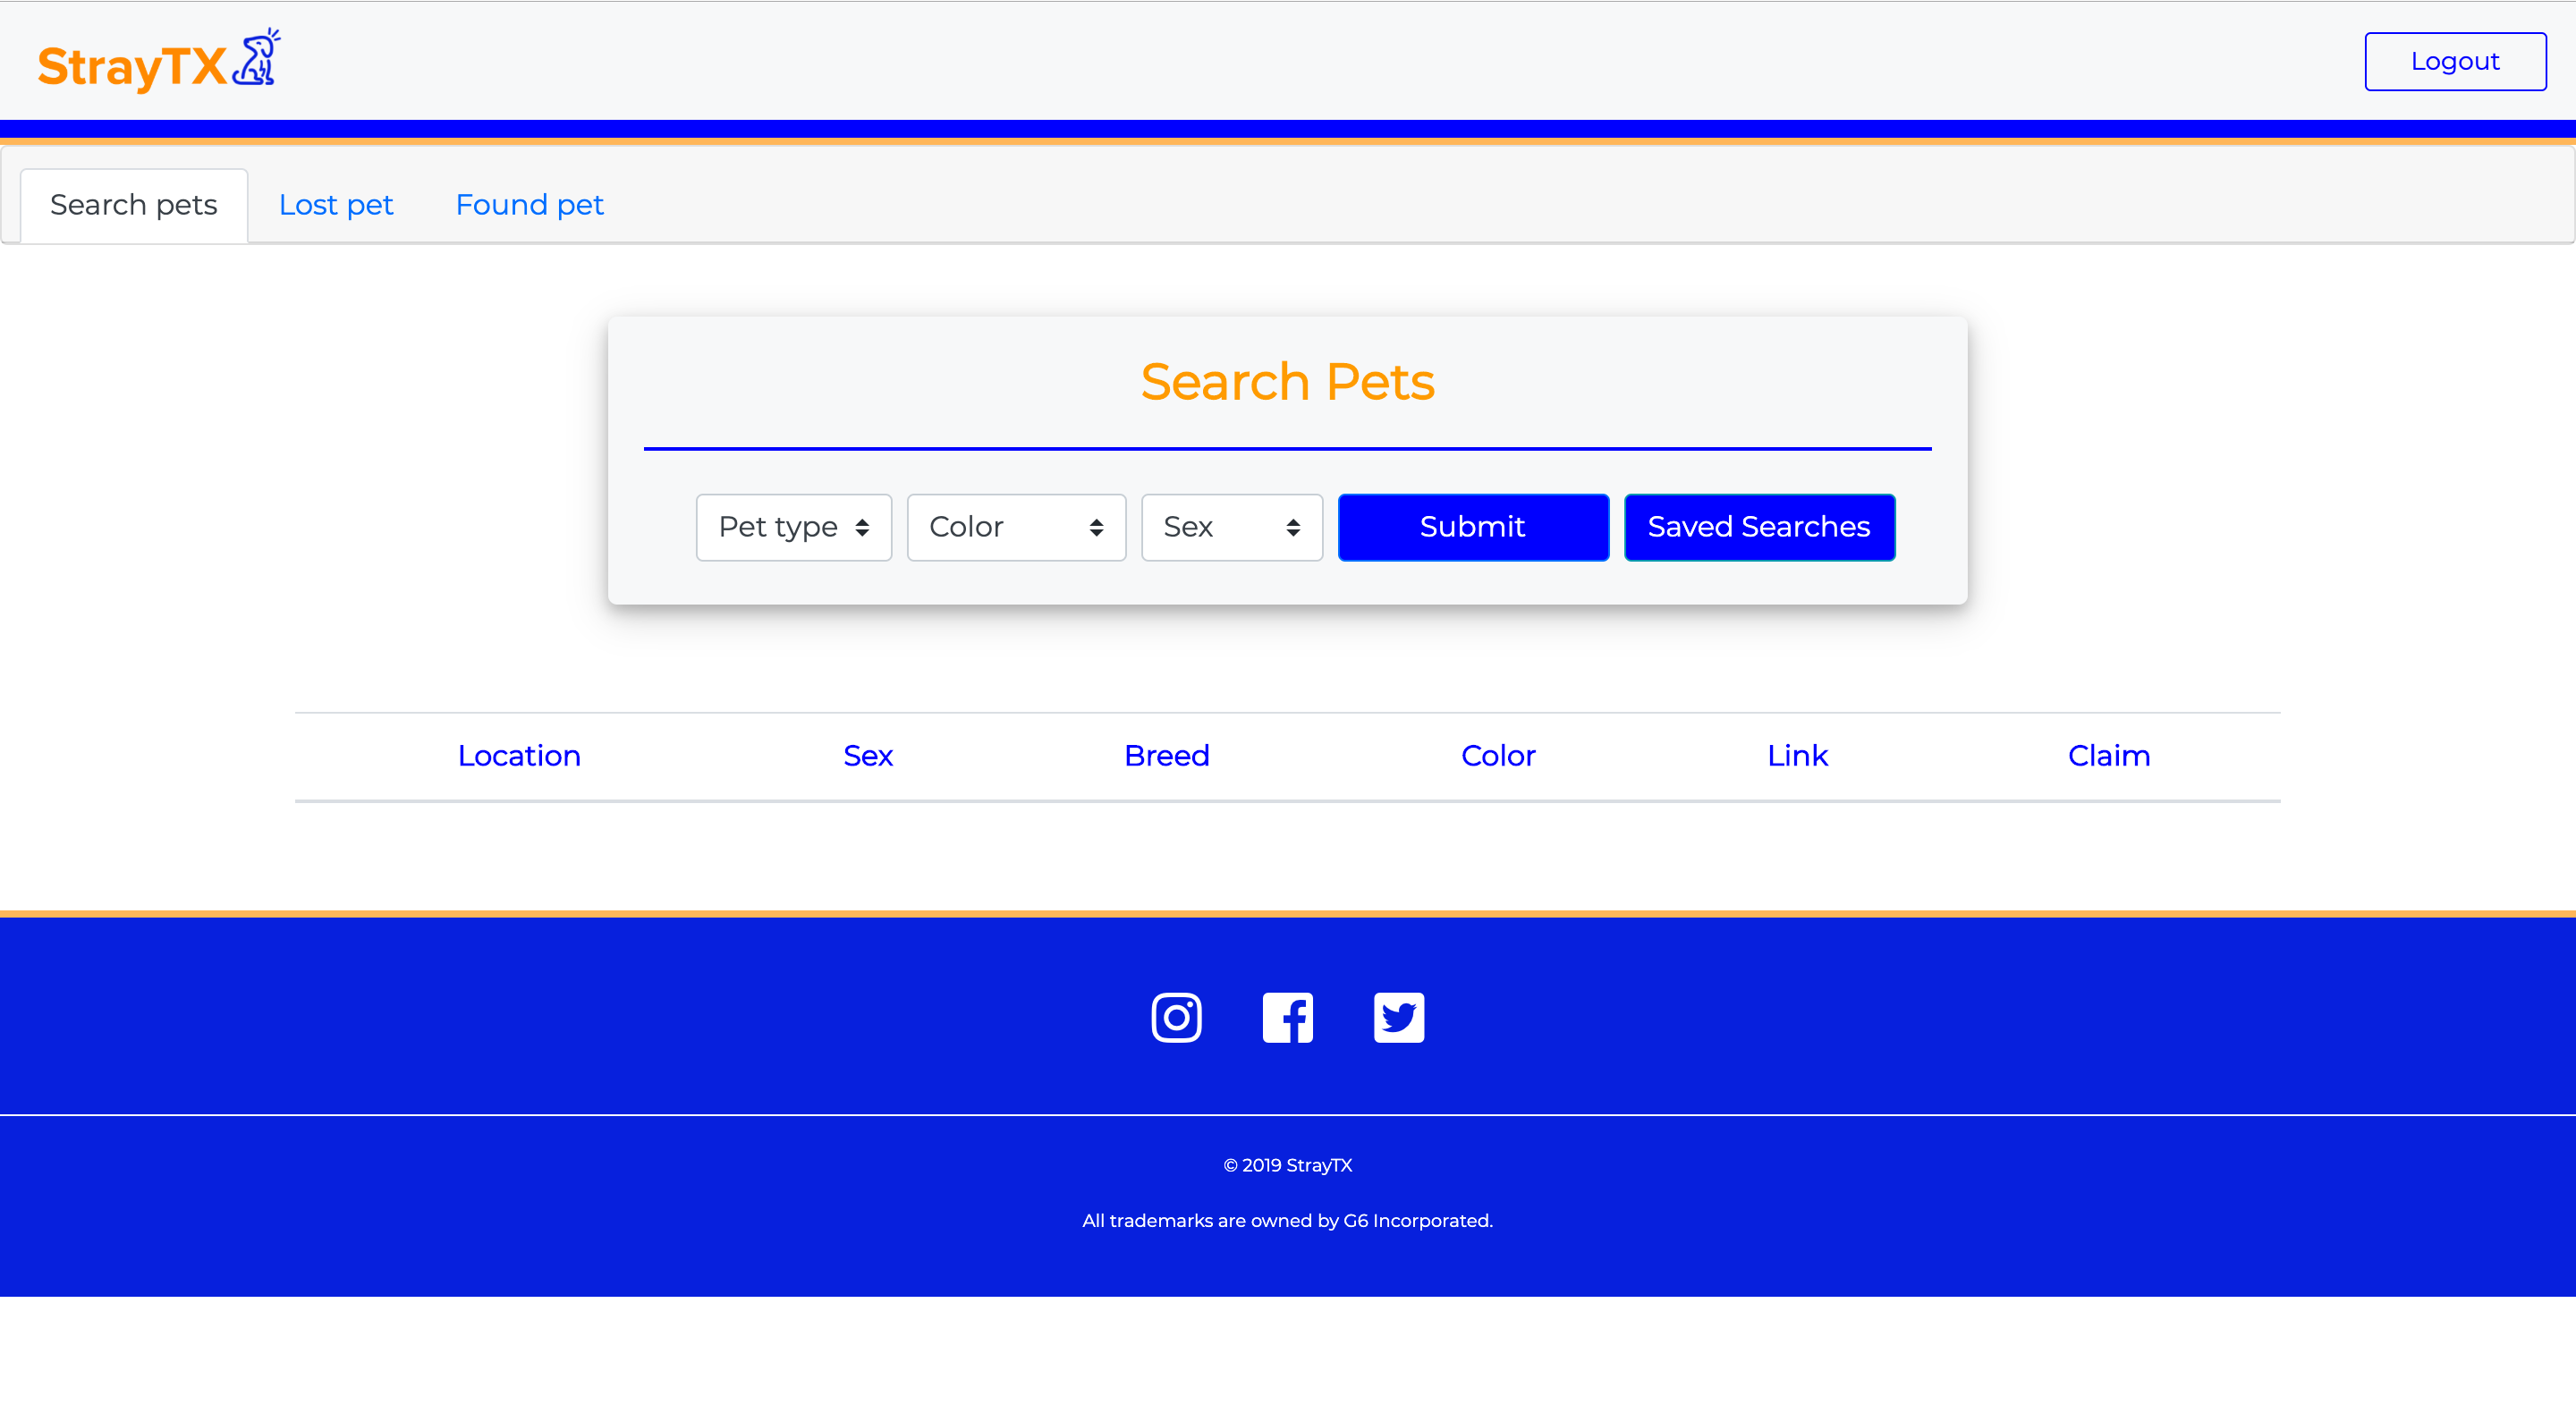 StrayTX
Logout
Search pets Lost pet Found pet
Search Pets
Pet type Color Sex Submit Saved Searches
Location Sex Breed Color Link Claim
© 2019 StrayTX
All trademarks are owned by G6 Incorporated.